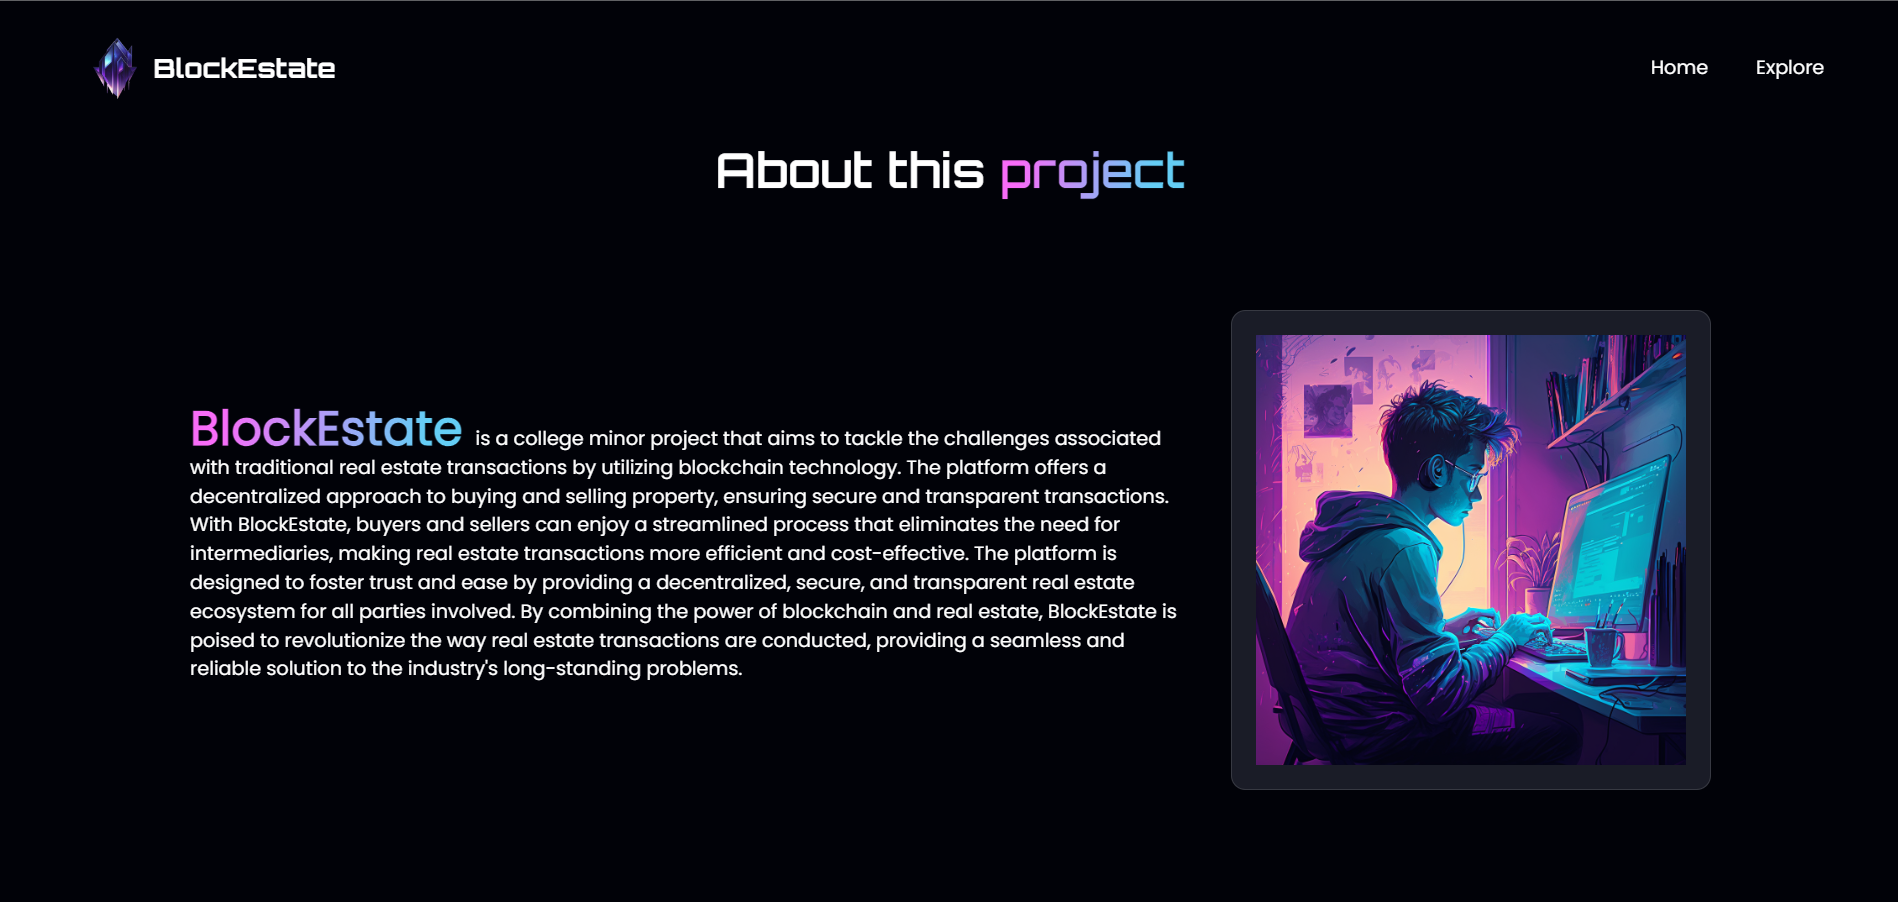 BlockEstate
Home Explore
About this project
BlockEstate is a college minor project that aims to tackle the challenges associated
with traditional real estate transactions by utilizing blockchain technology. The platform offers a
decentralized approach to buying and selling property, ensuring secure and transparent transactions.
With BlockEstate, buyers and sellers can enjoy a streamlined process that eliminates the need for
intermediaries, making real estate transactions more efficient and cost-effective. The platform is
designed to foster trust and ease by providing a decentralized, secure, and transparent real estate
ecosystem for all parties involved. By combining the power of blockchain and real estate, BlockEstate is
poised to revolutionize the way real estate transactions are conducted, providing a seamless and
reliable solution to the industry's long-standing problems.